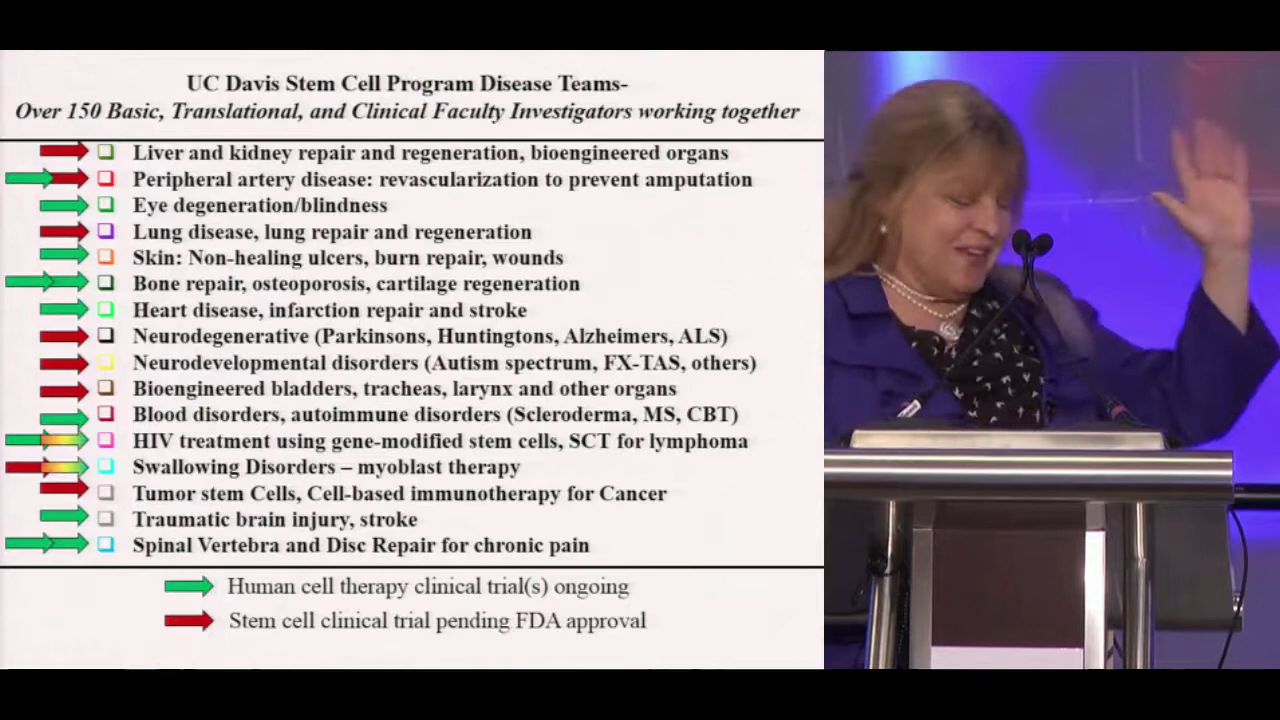 UC Davis Stem Cell Program Disease Teams-
Over 150 Basic, Translational, and Clinical Faculty Investigators working together
Liver and kidney repair and regeneration, bioengineered organs
Peripheral artery disease: revascularization to prevent amputation
Eye degeneration/blindness
Lung disease, lung repair and regeneration
Skin: Non-healing ulcers, burn repair, wounds
Bone repair, osteoporosis, cartilage regeneration
Heart disease, infarction repair and stroke
Neurodegenerative (Parkinsons, Huntingtons, Alzheimers, ALS)
Neurodevelopmental disorders (Autism spectrum, FX-TAS, others)
Bioengineered bladders, tracheas, larynx and other organs
Blood disorders, autoimmune disorders (Scleroderma, MS, CBT)
HIV treatment using gene-modified stem cells, SCT for lymphoma
Swallowing Disorders – myoblast therapy
Tumor stem Cells, Cell-based immunotherapy for Cancer
Traumatic brain injury, stroke
Spinal Vertebra and Disc Repair for chronic pain
Human cell therapy clinical trial(s) ongoing
Stem cell clinical trial pending FDA approval